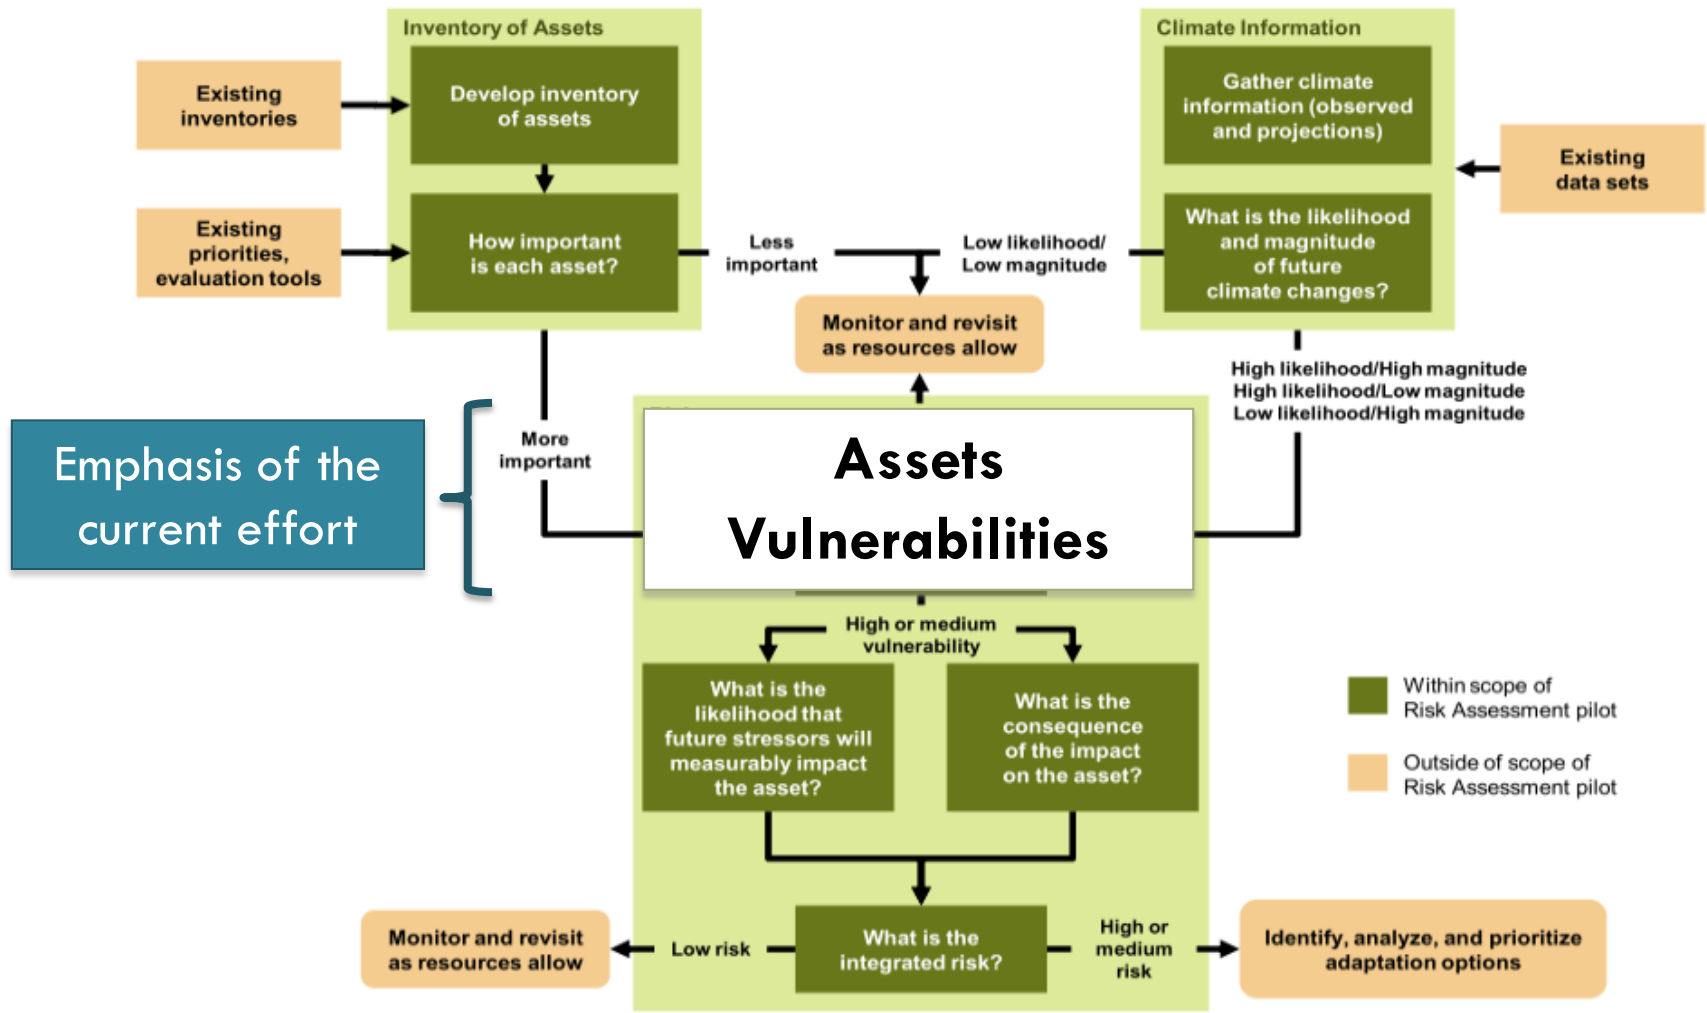 Inventory of Assets
Climate Information
Existing
inventories
Develop inventory
of assets
Gather climate
information (observed
and projections)
Existing
data sets
Existing
priorities,
evaluation tools
How important
is each asset?
Less
important
Low likelihood/
Low magnitude
What is the likelihood
and magnitude
of future
climate changes?
Monitor and revisit
as resources allow
High likelihood/High magnitude
High likelihood/Low magnitude
Low likelihood/High magnitude
Emphasis of the
current effort
More
important
Assets
Vulnerabilities
High or medium
vulnerability
What is the
likelihood that
future stressors will
measurably impact
the asset?
What is the
consequence
of the impact
on the asset?
Within scope of
Risk Assessment pilot
Outside of scope of
Risk Assessment pilot
Monitor and revisit
as resources allow
Low risk
What is the
integrated risk?
High or
medium
risk
Identify, analyze, and prioritize
adaptation options